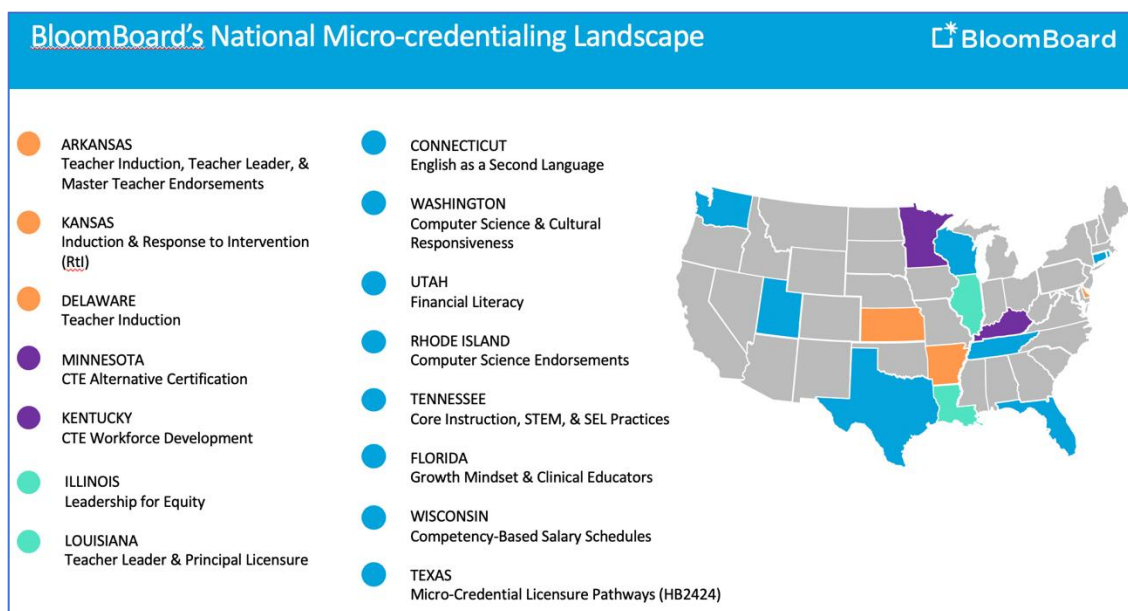 BloomBoard's National Micro-credentialing Landscape
BloomBoard
ARKANSAS
Teacher Induction, Teacher Leader, &
Master Teacher Endorsements
KANSAS
Induction & Response to Intervention
(RtI)
DELAWARE
Teacher Induction
MINNESOTA
CTE Alternative Certification
KENTUCKY
CTE Workforce Development
ILLINOIS
Leadership for Equity
LOUISIANA
Teacher Leader & Principal Licensure
CONNECTICUT
English as a Second Language
WASHINGTON
Computer Science & Cultural
Responsiveness
UTAH
Financial Literacy
RHODE ISLAND
Computer Science Endorsements
TENNESSEE
Core Instruction, STEM, & SEL Practices
FLORIDA
Growth Mindset & Clinical Educators
WISCONSIN
Competency-Based Salary Schedules
TEXAS
Micro-Credential Licensure Pathways (HB2424)